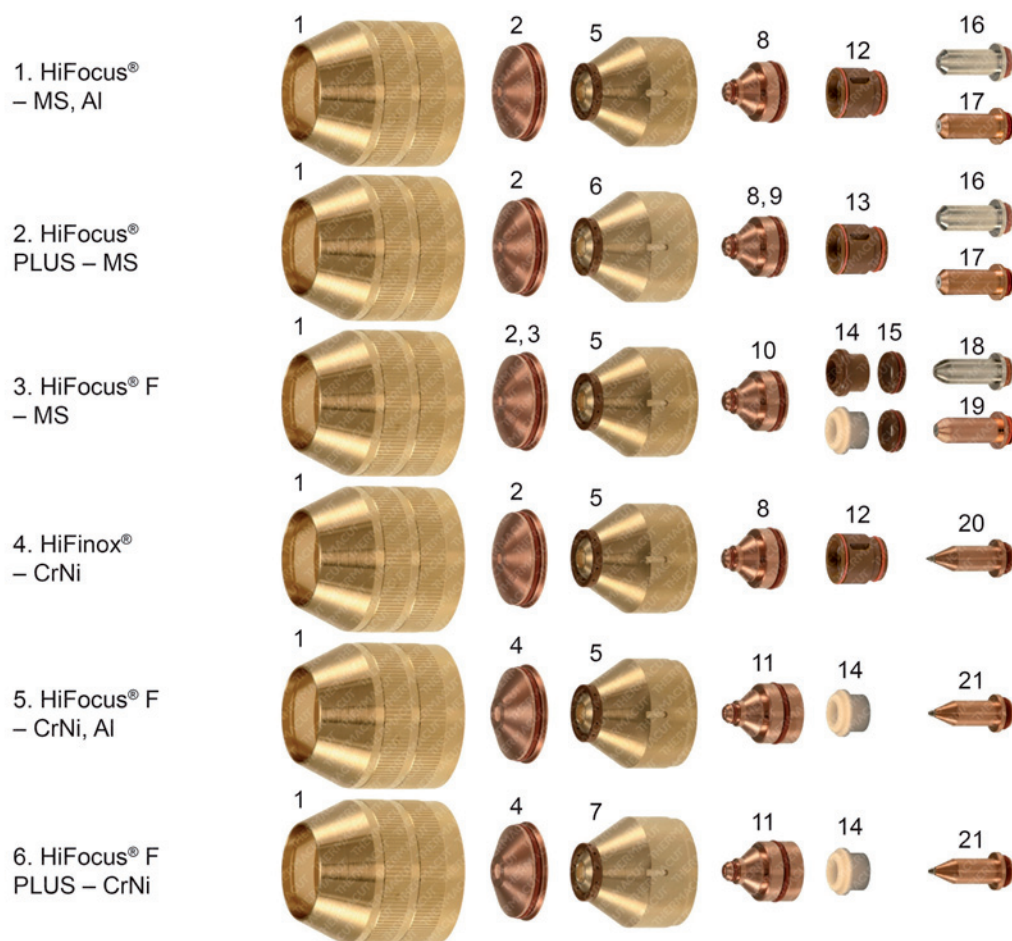 1 2 5 8 12 16
1. HiFocus®
– MS, Al
17
1 2 6 8, 9 13 16
2. HiFocus®
PLUS – MS
17
1 2, 3 5 10 14 15 18
3. HiFocus® F
– MS
19
1 2 5 8 12 20
4. HiFinox®
– CrNi
1 4 5 11 14 21
5. HiFocus® F
– CrNi, Al
1 4 7 11 14 21
6. HiFocus® F
PLUS – CrNi